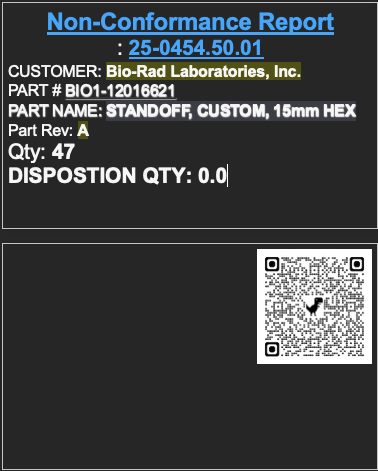 Non-Conformance Report
: 25-0454.50.01
CUSTOMER: Bio-Rad Laboratories, Inc.
PART # BIO1-12016621
PART NAME: STANDOFF, CUSTOM, 15mm HEX
Part Rev: A
Qty: 47
DISPOSTION QTY: 0.0